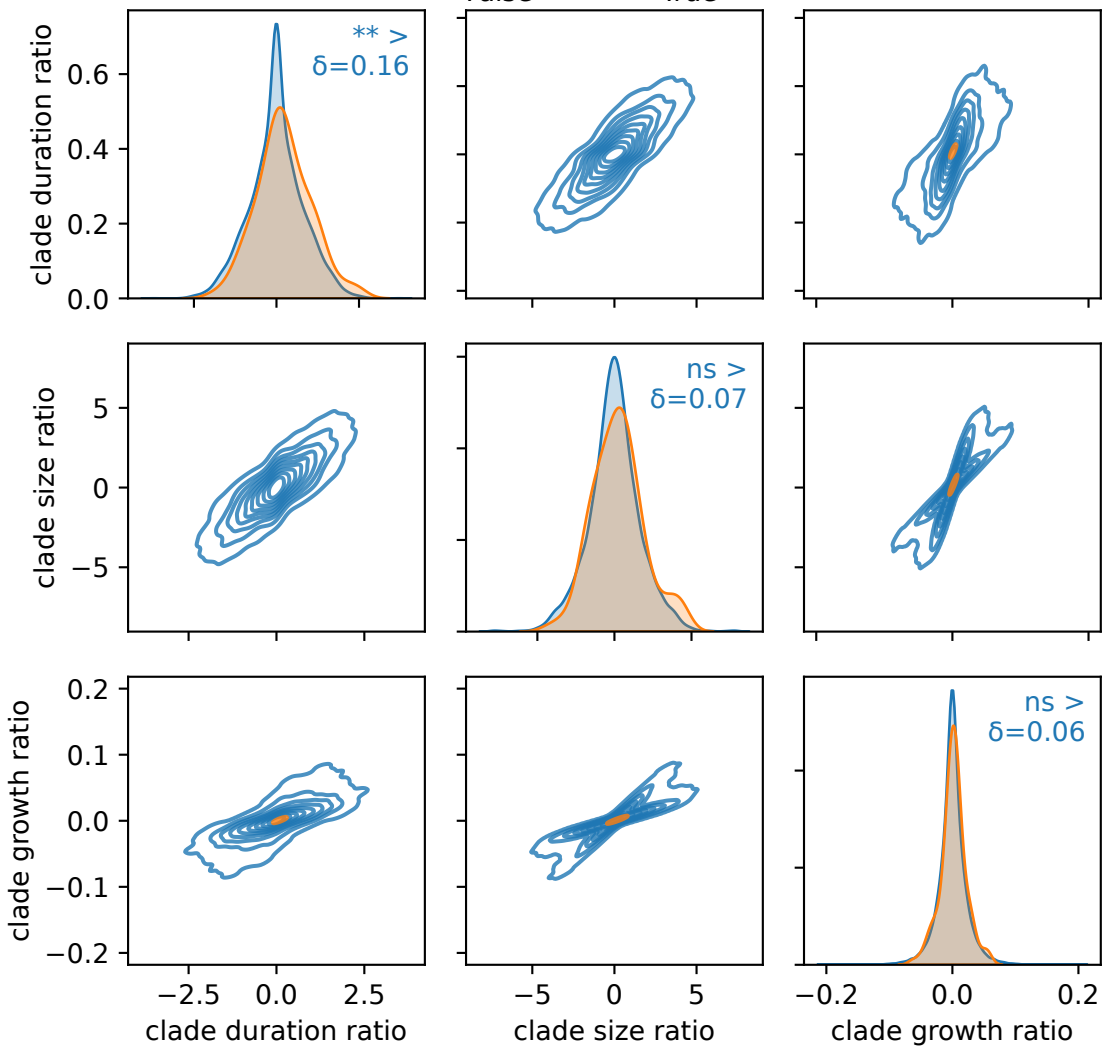 ** >
δ=0.16
clade duration ratio
0.6
0.4
0.2
0.0
ns >
δ=0.07
clade size ratio
5
0
−5
ns >
δ=0.06
clade growth ratio
0.2
0.1
0.0
−0.1
−0.2
−2.5 0.0 2.5
−5 0 5
−0.2 0.0 0.2
clade duration ratio
clade size ratio
clade growth ratio